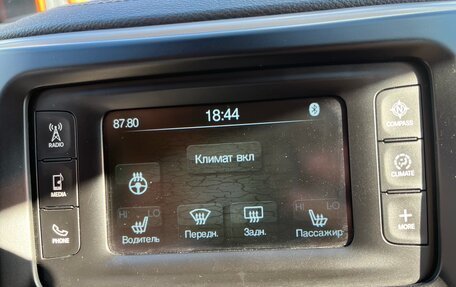 87.80 18:44
RADIO
COMPASS
Климат вкл
MEDIA
CLIMATE
HI LO
HI LO
PHONE
MORE
Водитель Передн. Задн. Пассажир